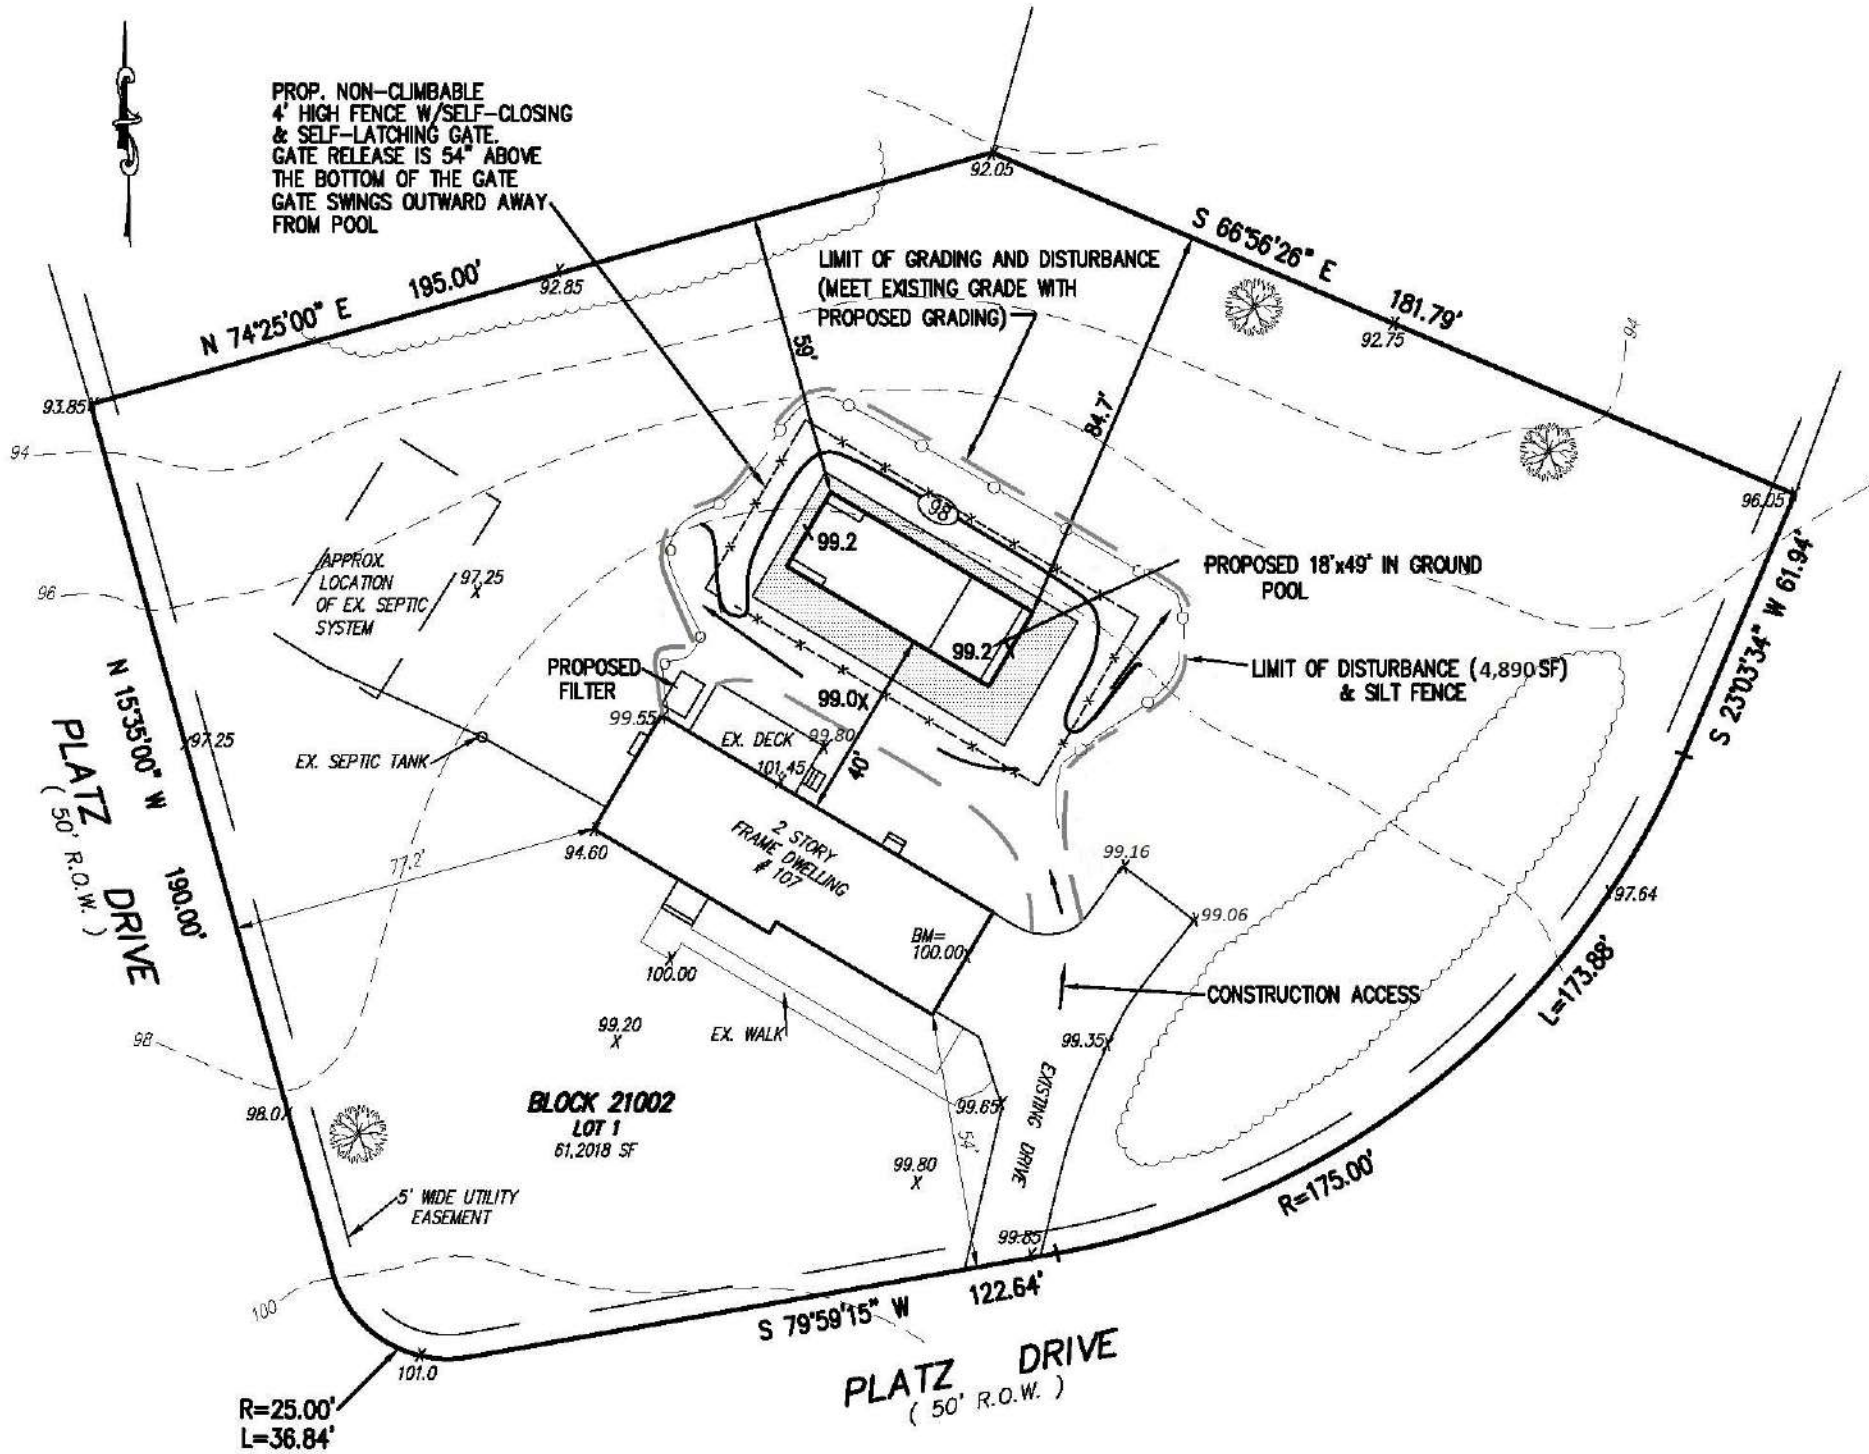 PROP. NON-CLIMBABLE
4' HIGH FENCE W/SELF-CLOSING
& SELF-LATCHING GATE.
GATE RELEASE IS 54" ABOVE
THE BOTTOM OF THE GATE
GATE SWINGS OUTWARD AWAY
FROM POOL
92.05
S 66°56'26" E
181.79'
92.75
N 74°25'00" E
195.00'
92.85
LIMIT OF GRADING AND DISTURBANCE
(MEET EXISTING GRADE WITH
PROPOSED GRADING)
59'
84.7'
94
93.85
94
96.05
98
99.2
PROPOSED 18'x49' IN GROUND
POOL
APPROX.
LOCATION
OF EX. SEPTIC
SYSTEM
97.25
96
S 23°03'34" W 61.94'
99.2
LIMIT OF DISTURBANCE (4,890 SF)
& SILT FENCE
PROPOSED
FILTER
99.0X
99.55
EX. DECK
99.80
101.45
40'
N 15°35'00" W
190.00'
97.25
PLATZ DRIVE
( 50' R.O.W. )
EX. SEPTIC TANK
77.2'
94.60
2 STORY
FRAME DWELLING
# 107
99.16
99.06
97.64
BM=
100.00
100.00
L=173.88'
CONSTRUCTION ACCESS
99.20
X
EX. WALK
99.35
98
EXISTING DRIVE
98.07
BLOCK 21002
LOT 1
61,2018 SF
99.65
54'
99.80
X
R=175.00'
5' WIDE UTILITY
EASEMENT
99.85
100
122.64'
S 79°59'15" W
101.0
PLATZ DRIVE
( 50' R.O.W. )
R=25.00'
L=36.84'